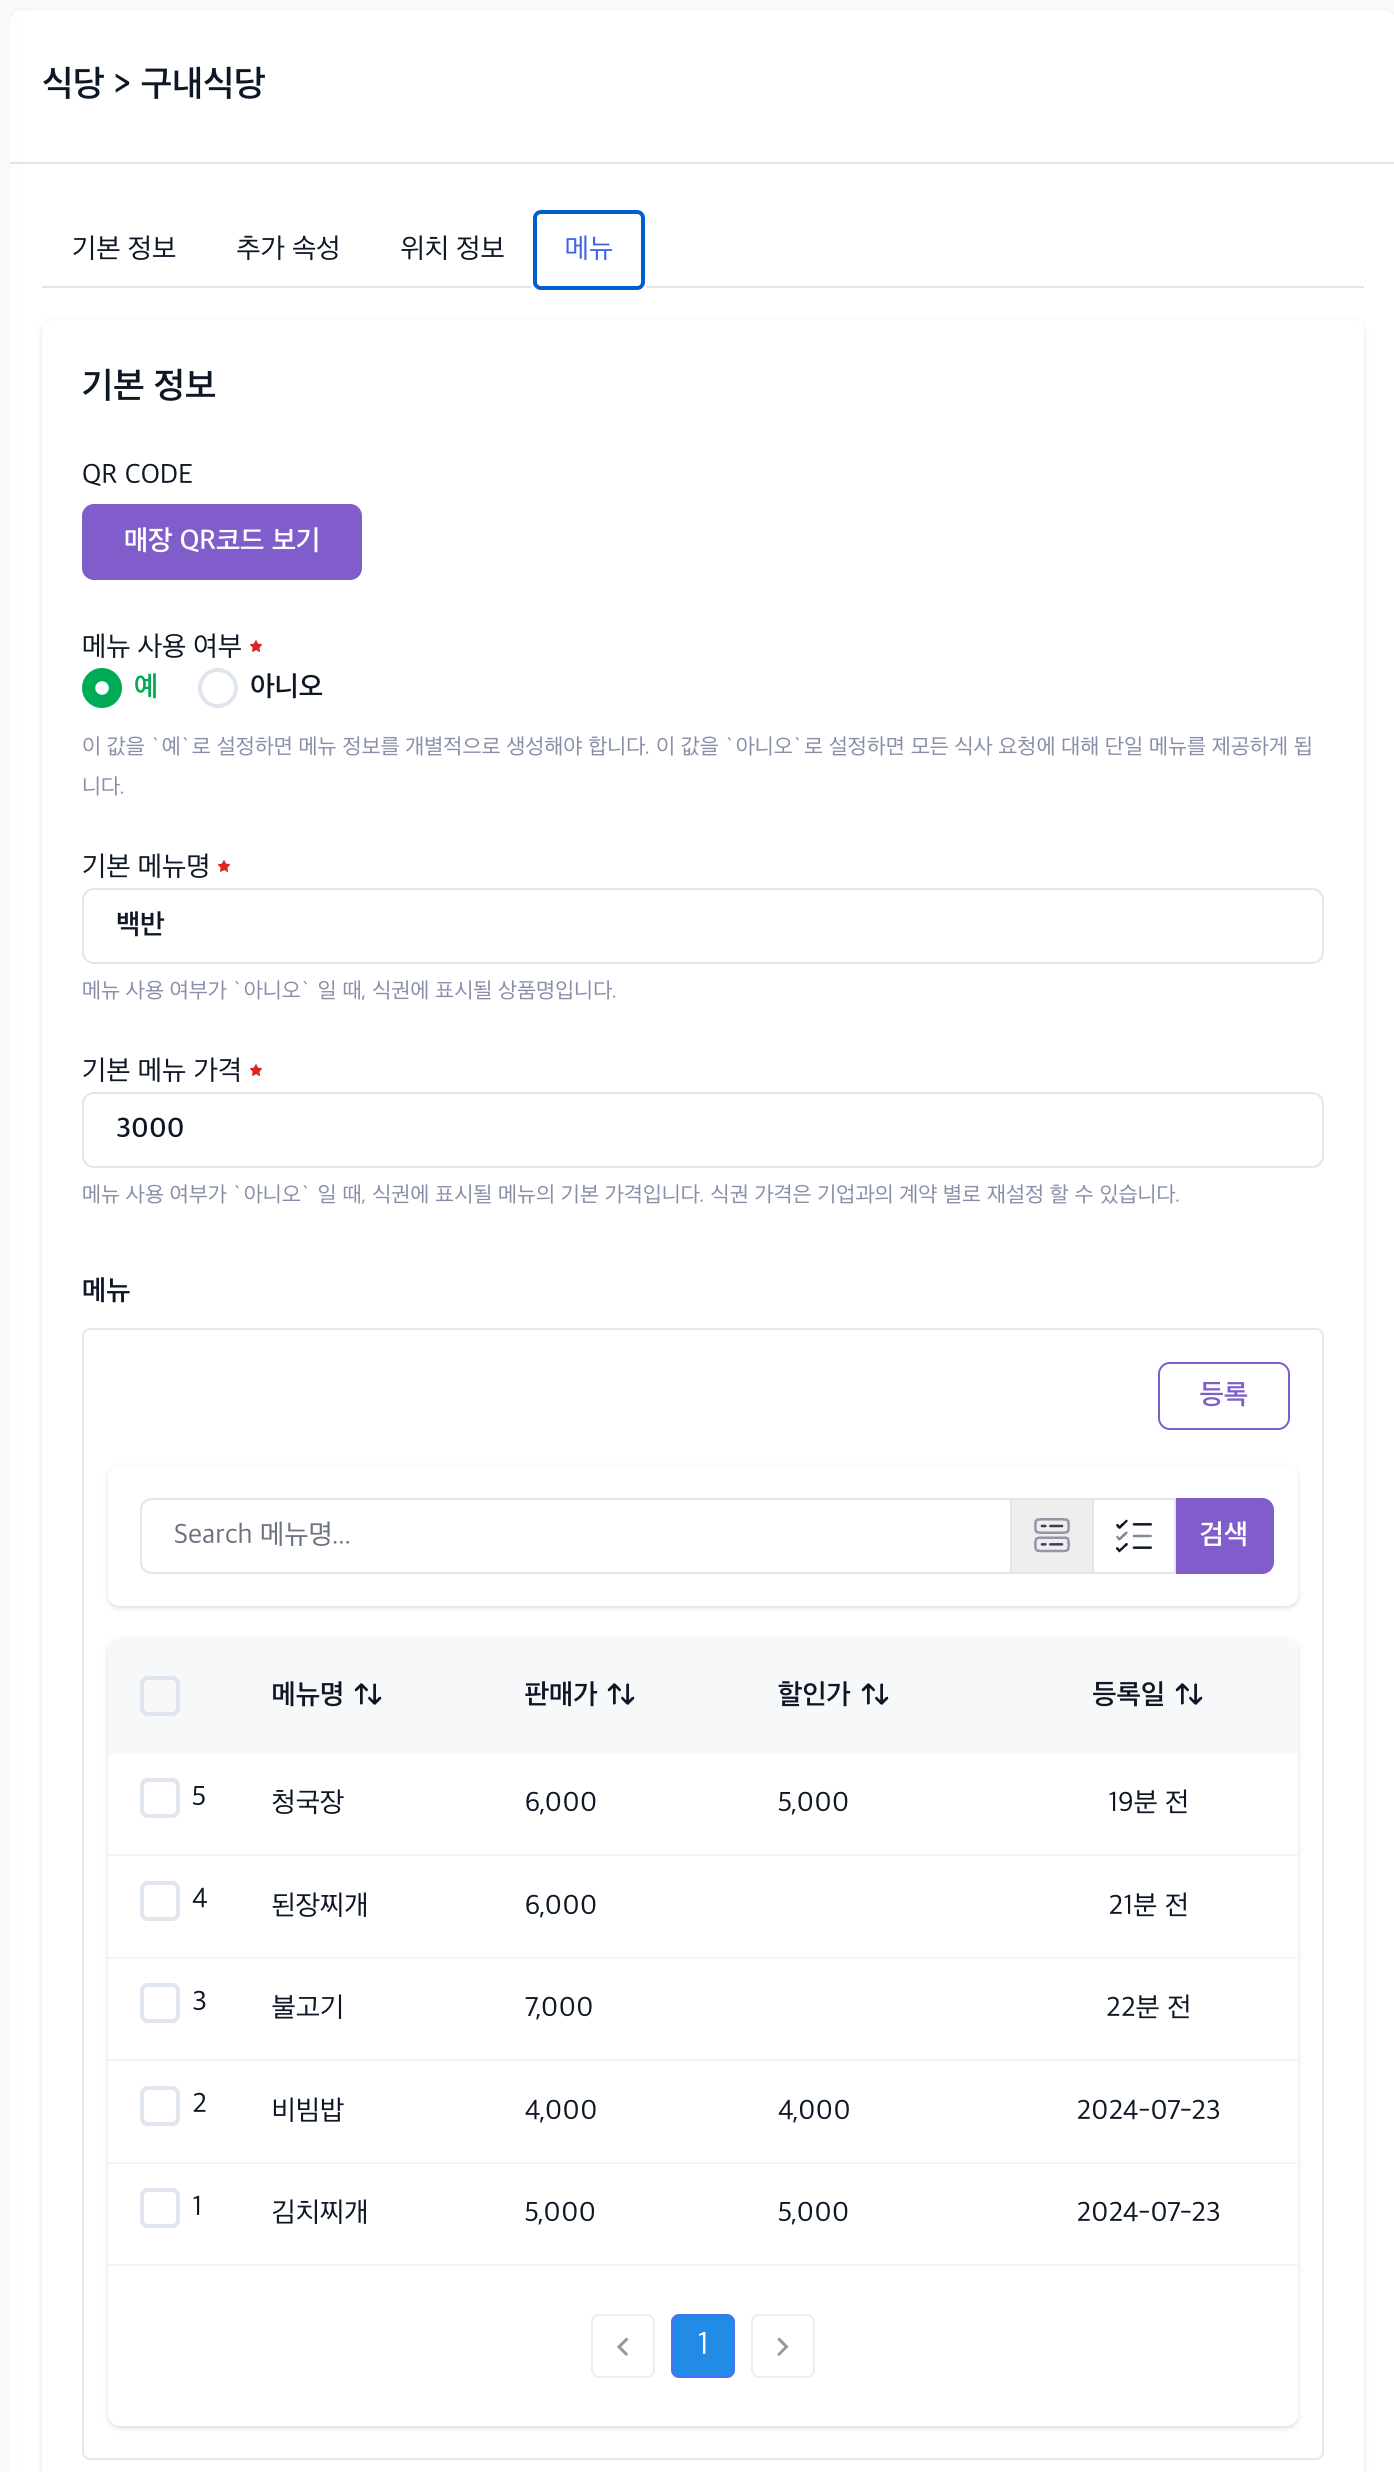 식당 > 구내식당
기본 정보 추가 속성 위치 정보 메뉴
기본 정보
QR CODE
매장 QR코드 보기
메뉴 사용 여부 ★
예 아니오
이 값을 `예`로 설정하면 메뉴 정보를 개별적으로 생성해야 합니다. 이 값을 `아니오`로 설정하면 모든 식사 요청에 대해 단일 메뉴를 제공하게 됩
니다.
기본 메뉴명 ★
백반
메뉴 사용 여부가 `아니오` 일 때, 식권에 표시될 상품명입니다.
기본 메뉴 가격 ★
3000
메뉴 사용 여부가 `아니오` 일 때, 식권에 표시될 메뉴의 기본 가격입니다. 식권 가격은 기업과의 계약 별로 재설정 할 수 있습니다.
메뉴
등록
Search 메뉴명... 검색
메뉴명 ↑↓ 판매가 ↑↓ 할인가 ↑↓ 등록일 ↑↓
5 청국장 6,000 5,000 19분 전
4 된장찌개 6,000 21분 전
3 불고기 7,000 22분 전
2 비빔밥 4,000 4,000 2024-07-23
1 김치찌개 5,000 5,000 2024-07-23
< 1 >